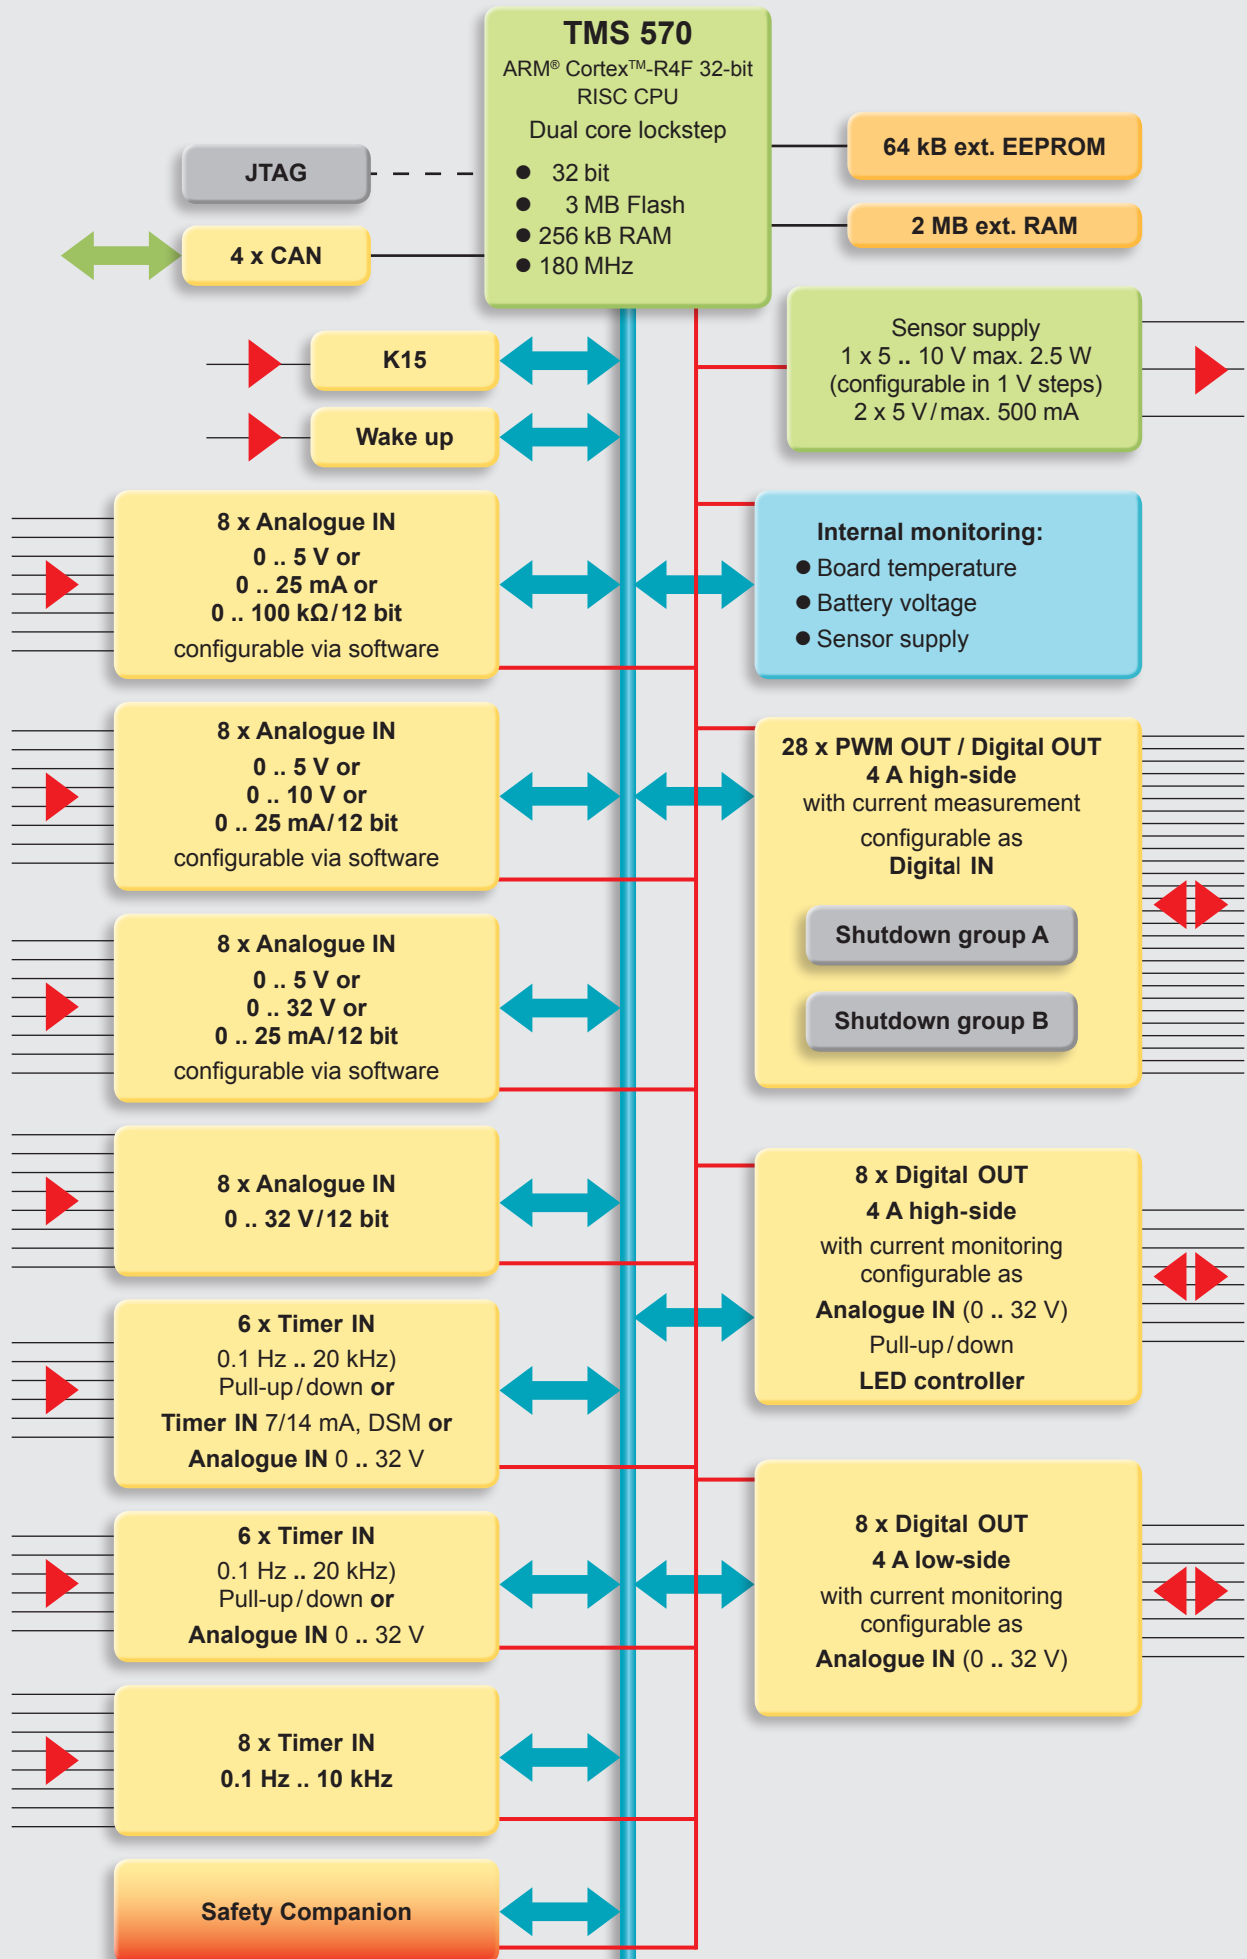 TMS 570
ARM® Cortex™-R4F 32-bit
RISC CPU
Dual core lockstep
● 32 bit
● 3 MB Flash
● 256 kB RAM
● 180 MHz
JTAG
4 x CAN
64 kB ext. EEPROM
2 MB ext. RAM
K15
Wake up
Sensor supply
1 x 5 .. 10 V max. 2.5 W
(configurable in 1 V steps)
2 x 5 V/max. 500 mA
8 x Analogue IN
0 .. 5 V or
0 .. 25 mA or
0 .. 100 kΩ/12 bit
configurable via software
Internal monitoring:
● Board temperature
● Battery voltage
● Sensor supply
8 x Analogue IN
0 .. 5 V or
0 .. 10 V or
0 .. 25 mA/12 bit
configurable via software
28 x PWM OUT / Digital OUT
4 A high-side
with current measurement
configurable as
Digital IN
Shutdown group A
Shutdown group B
8 x Analogue IN
0 .. 5 V or
0 .. 32 V or
0 .. 25 mA/12 bit
configurable via software
8 x Analogue IN
0 .. 32 V/12 bit
8 x Digital OUT
4 A high-side
with current monitoring
configurable as
Analogue IN (0 .. 32 V)
Pull-up/down
LED controller
6 x Timer IN
0.1 Hz .. 20 kHz)
Pull-up/down or
Timer IN 7/14 mA, DSM or
Analogue IN 0 .. 32 V
6 x Timer IN
0.1 Hz .. 20 kHz)
Pull-up/down or
Analogue IN 0 .. 32 V
8 x Digital OUT
4 A low-side
with current monitoring
configurable as
Analogue IN (0 .. 32 V)
8 x Timer IN
0.1 Hz .. 10 kHz
Safety Companion